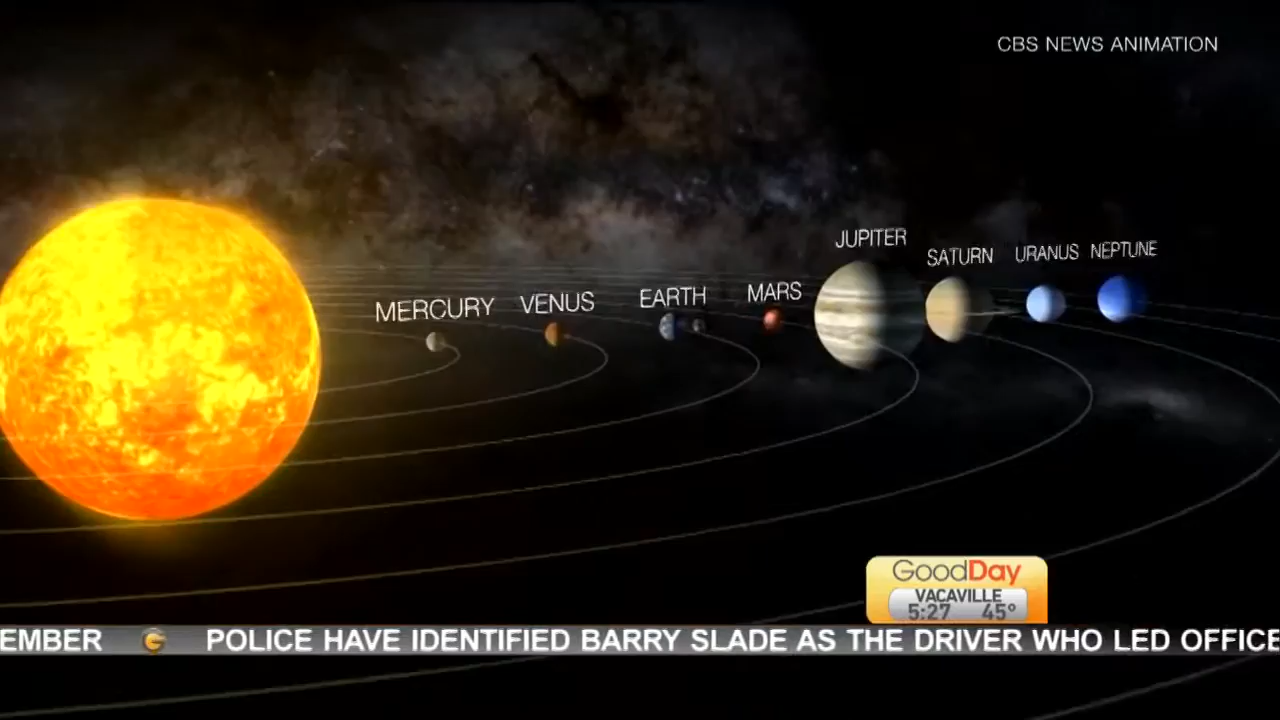 CBS NEWS ANIMATION
JUPITER
SATURN
URANUS
NEPTUNE
MERCURY
VENUS
EARTH
MARS
GoodDay
VACAVILLE
5:27 45°
EMBER G POLICE HAVE IDENTIFIED BARRY SLADE AS THE DRIVER WHO LED OFFICE